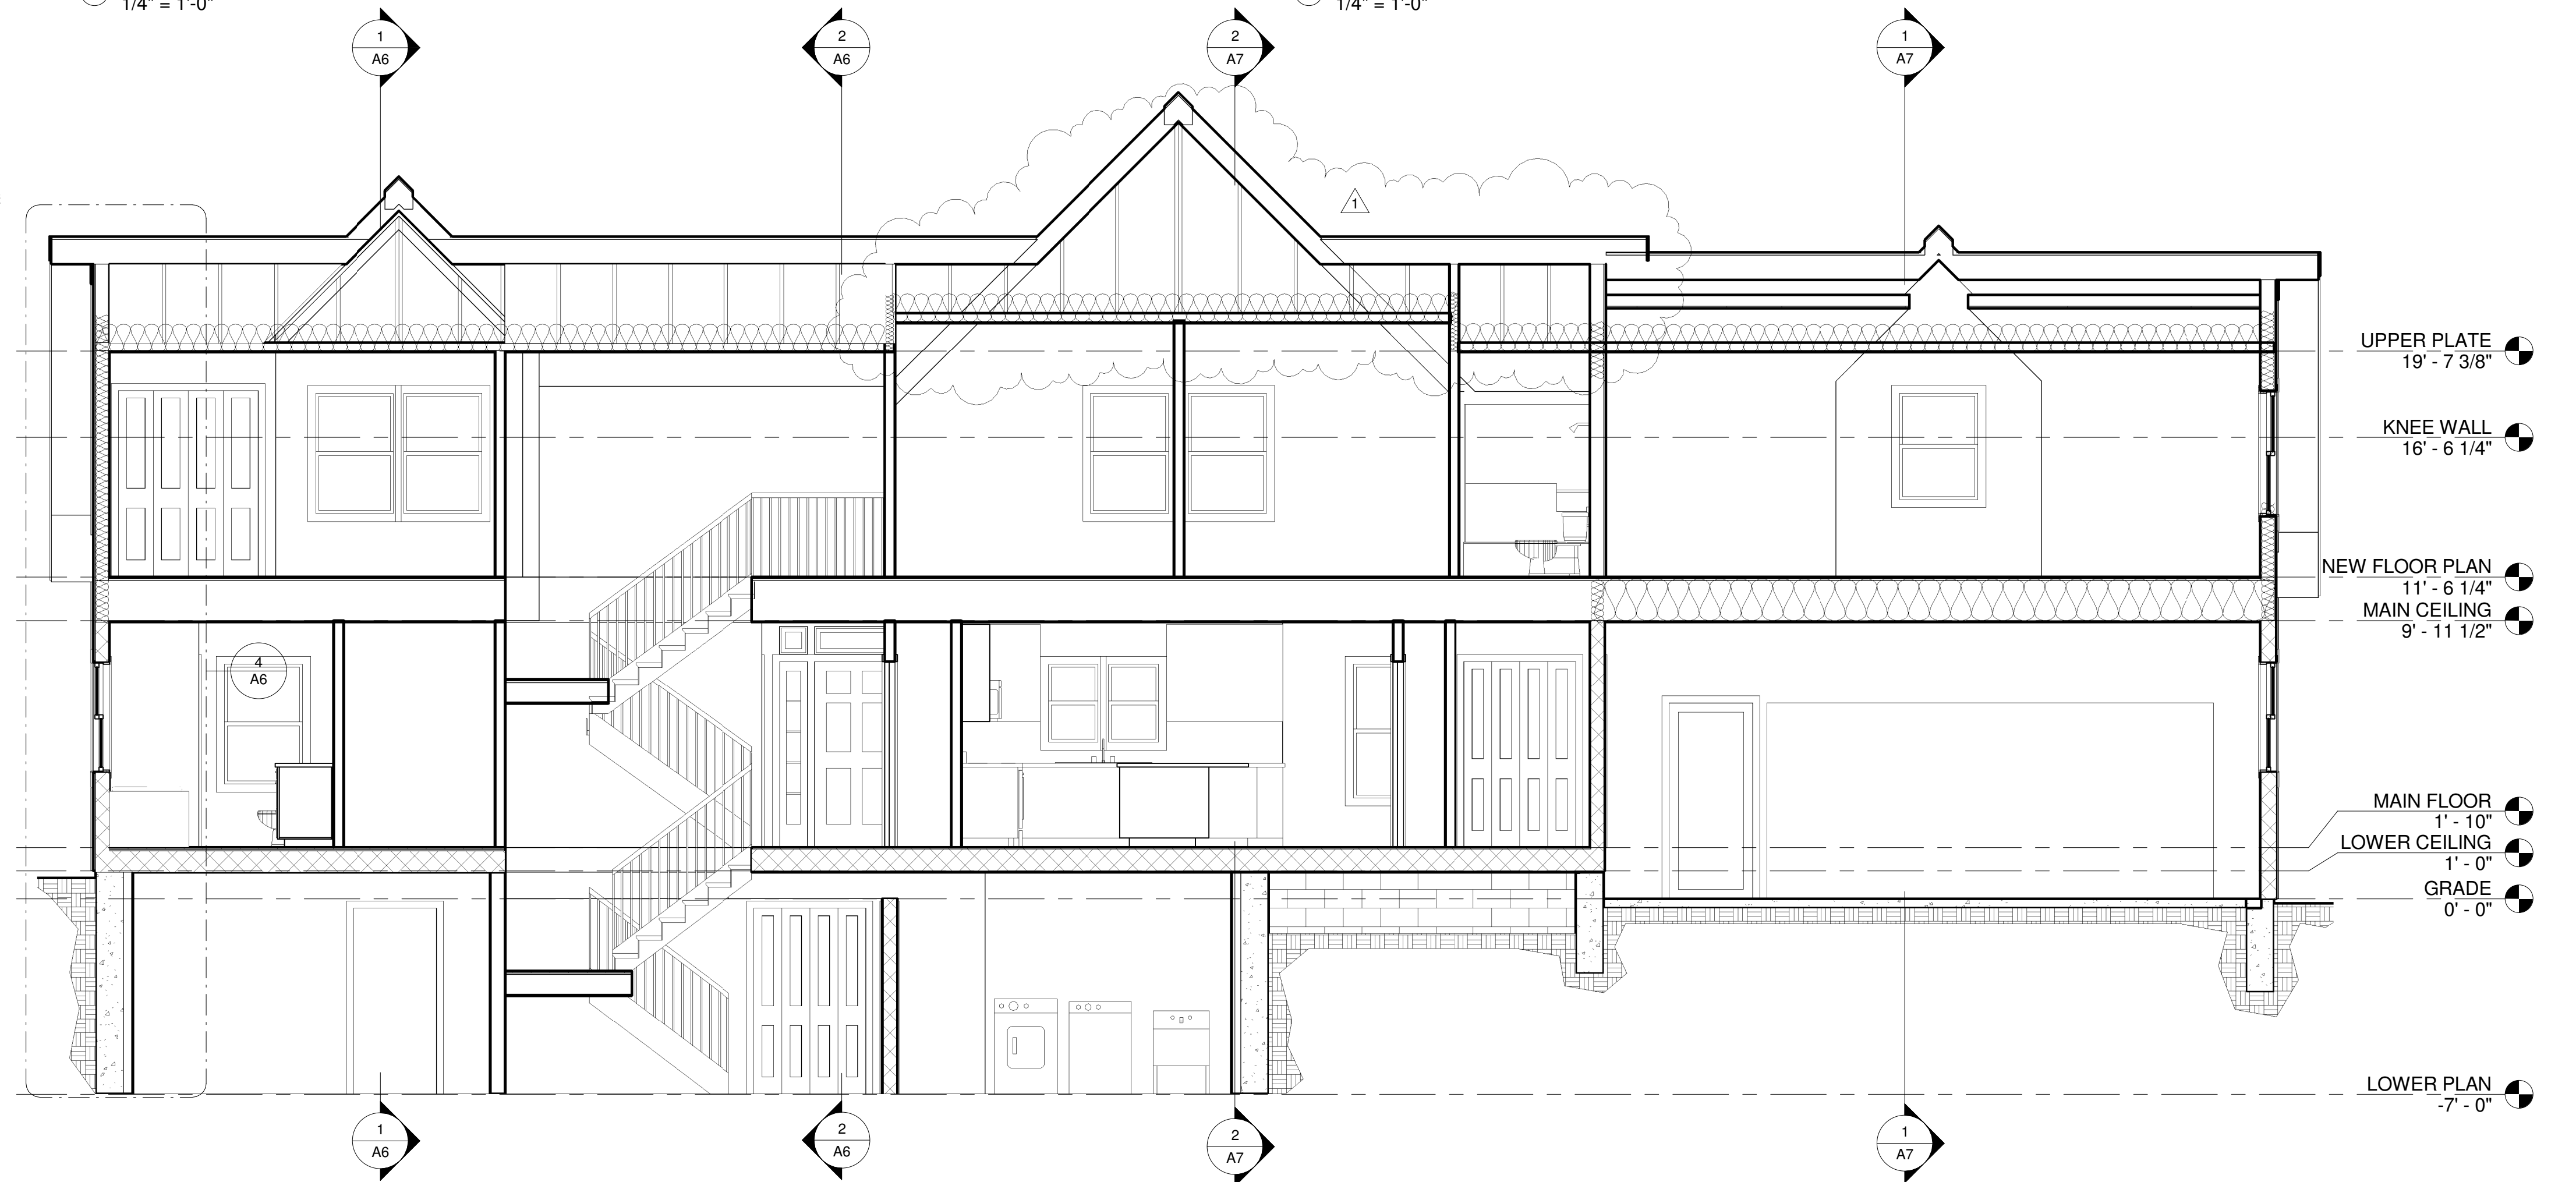 1/4" = 1'-0"
1/4" = 1'-0"
1
A6
2
A6
2
A7
1
A7
1
UPPER PLATE
19' - 7 3/8"
KNEE WALL
16' - 6 1/4"
NEW FLOOR PLAN
11' - 6 1/4"
MAIN CEILING
9' - 11 1/2"
4
A6
MAIN FLOOR
1' - 10"
LOWER CEILING
1' - 0"
GRADE
0' - 0"
LOWER PLAN
-7' - 0"
1
A6
2
A6
2
A7
1
A7